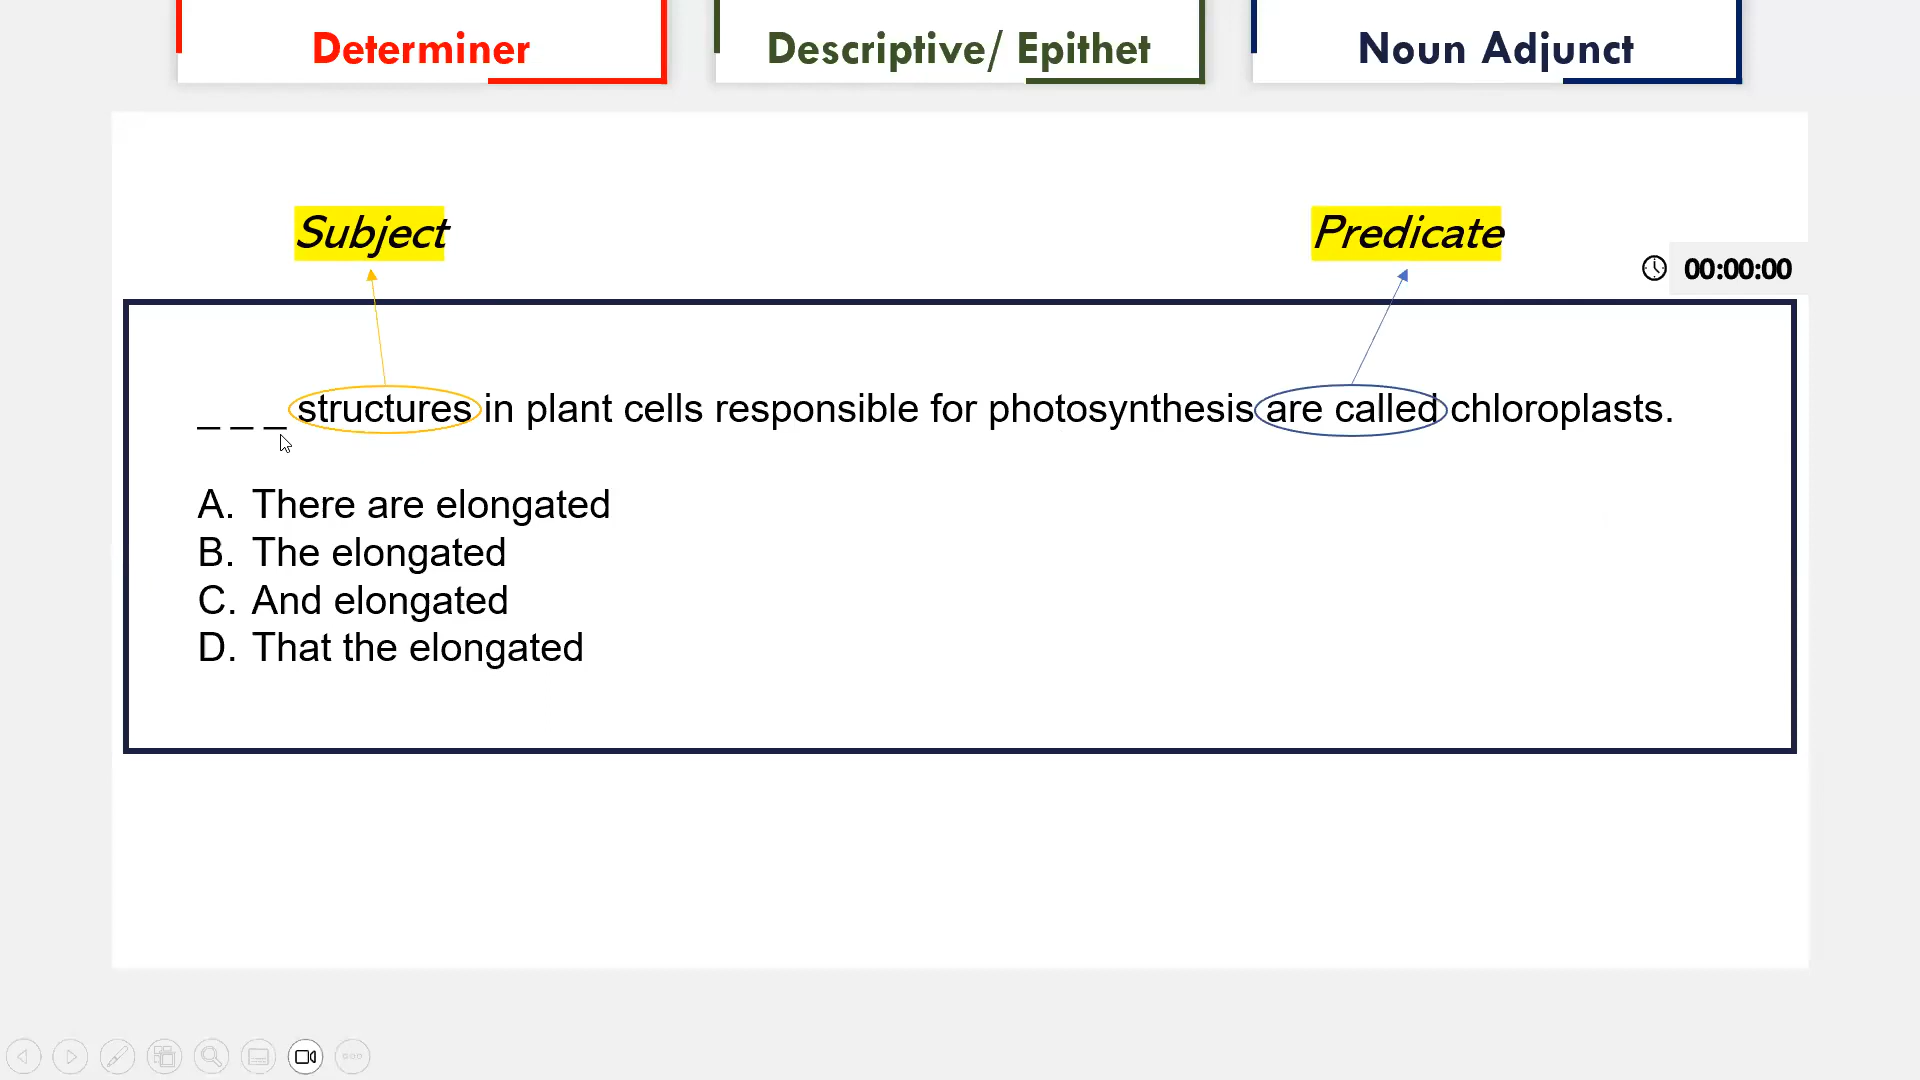 Determiner
Descriptive/ Epithet
Noun Adjunct
Subject
Predicate
00:00:00
_ _ _ structures in plant cells responsible for photosynthesis are called chloroplasts.
A. There are elongated
B. The elongated
C. And elongated
D. That the elongated